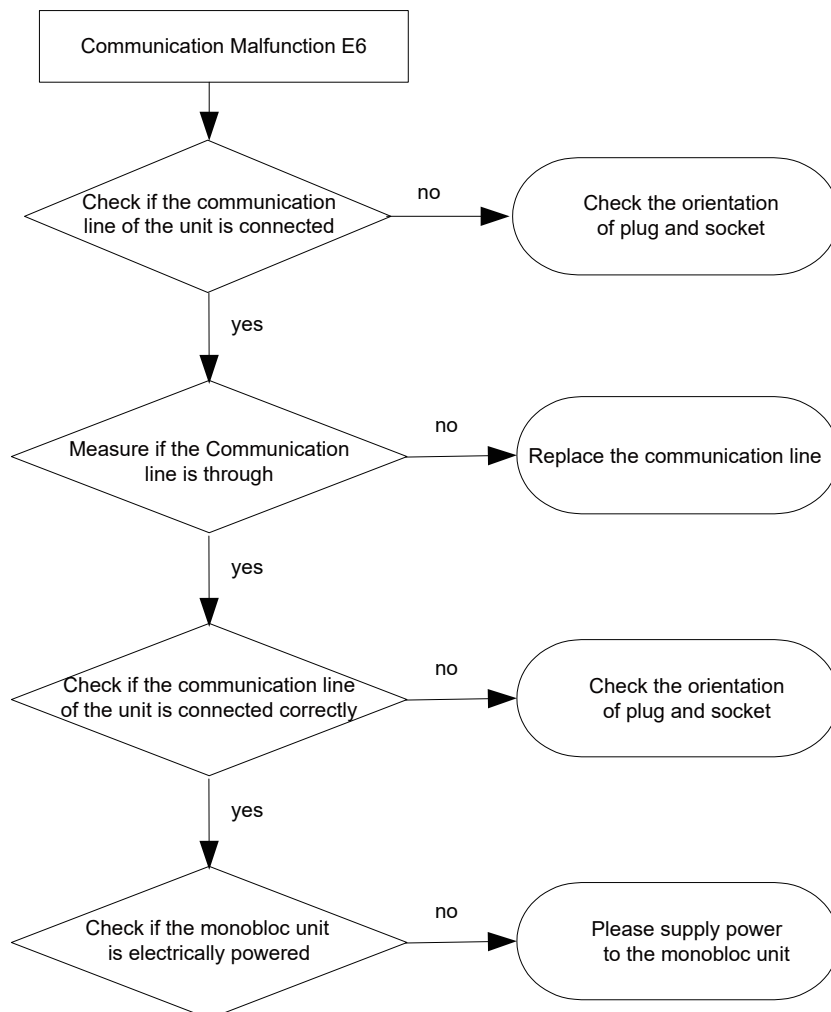 Communication Malfunction E6
Check if the communication
line of the unit is connected
no
Check the orientation
of plug and socket
yes
Measure if the Communication
line is through
no
Replace the communication line
yes
Check if the communication line
of the unit is connected correctly
no
Check the orientation
of plug and socket
yes
Check if the monobloc unit
is electrically powered
no
Please supply power
to the monobloc unit